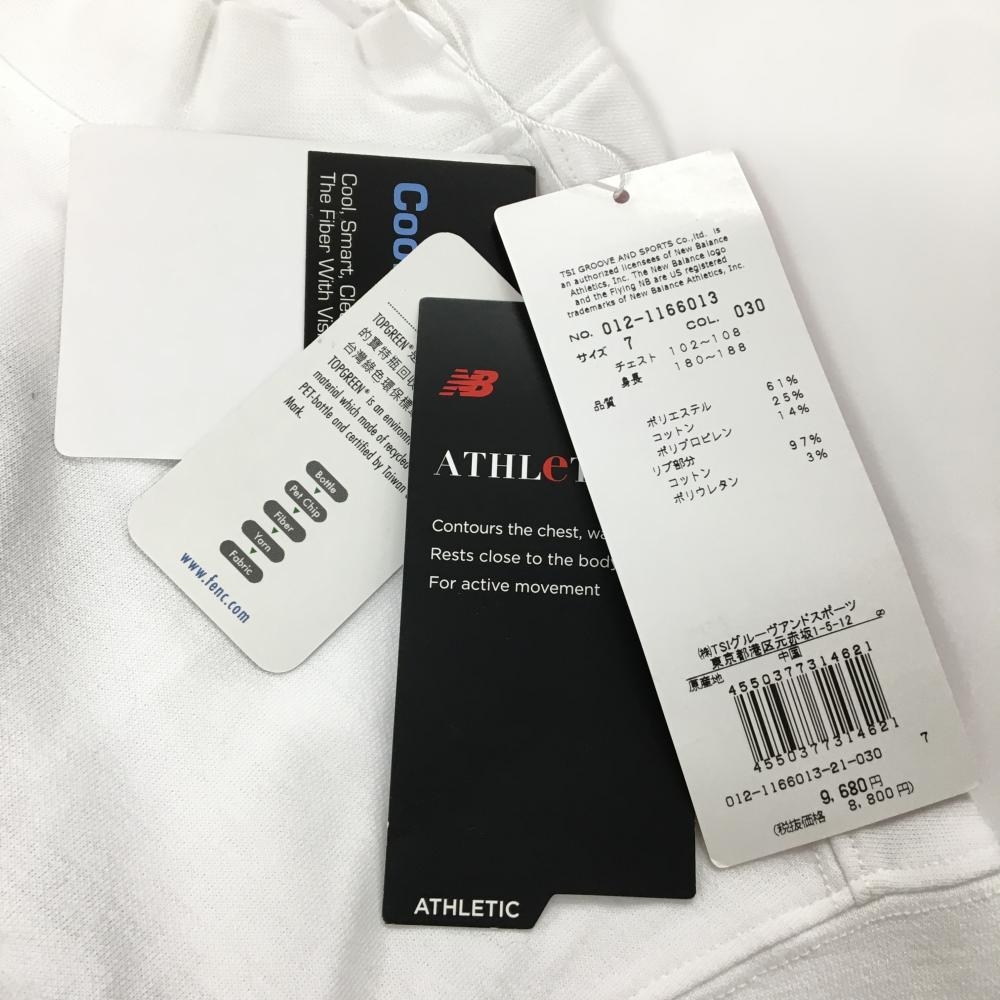 Coo
Cool, Smart, Cle
The Fiber With Vis
TOPGREEN®
的寶特瓶回收
台灣綠色環保標
TOPGREEN® is an environm
material which made of recycled
PET-bottle and certified by Taiwan
Mark.
Bottle
Pet Chip
Fiber
Yarn
Fabric
www.fenc.com
NB
ATHLeT
Contours the chest, wa
Rests close to the body
For active movement
ATHLETIC
TSI GROOVE AND SPORTS Co.,ltd. is
an authorized licensees of New Balance
Athletics, Inc. The New Balance logo
and the Flying NB are US registered
trademarks of New Balance Athletics, Inc.
NO. 012-1166013
サイズ 7 COL. 030
チェスト 102～108
身長 180～188
品質
ポリエステル 61%
コットン 25%
ポリプロピレン 14%
リブ部分
コットン 97%
ポリウレタン 3%
㈱TSIグルーヴアンドスポーツ
東京都港区元赤坂1-5-12 8
原産地 中国
4550377314621
4550377314621
012-1166013-21-030 7
9,680円
(税抜価格 8,800円)